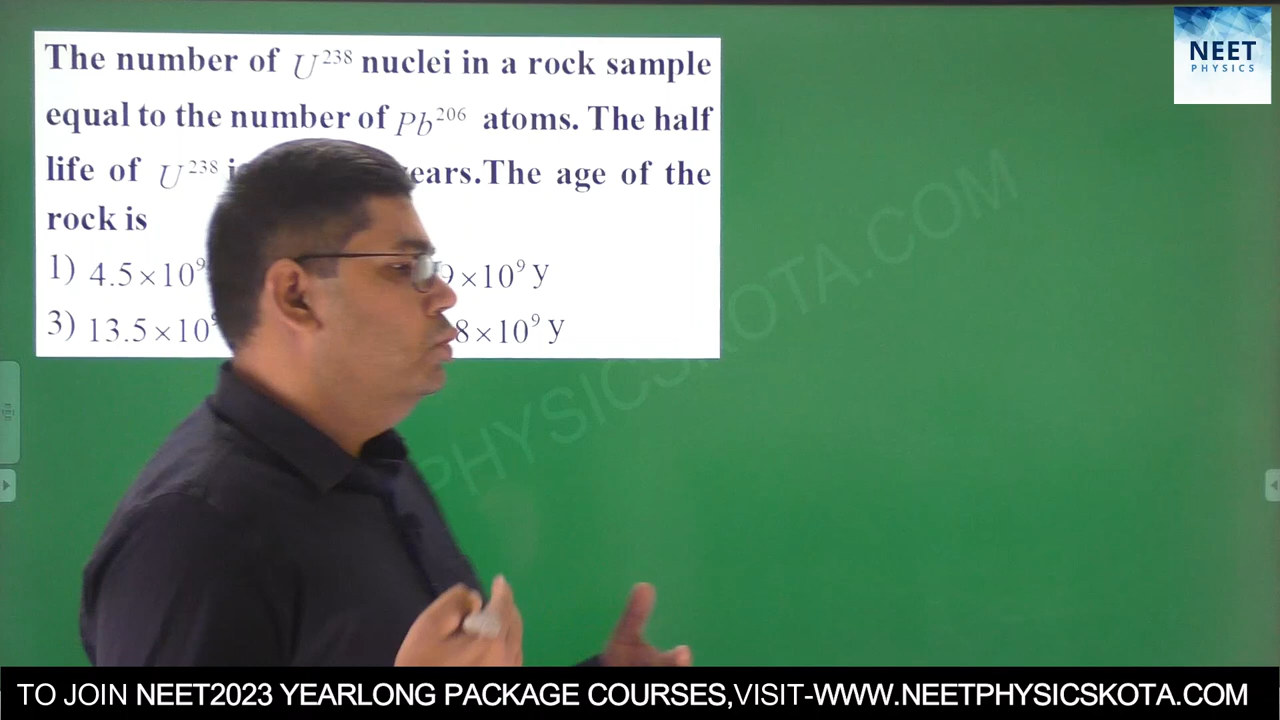 The number of U²³⁸ nuclei in a rock sample
equal to the number of Pb²⁰⁶ atoms. The half
life of U²³⁸ ears.The age of the
rock is
1) 4.5×10⁹ 9×10⁹ y
3) 13.5×10 8×10⁹ y
NEET
PHYSICS
PHYSICSKOTA.COM
TO JOIN NEET2023 YEARLONG PACKAGE COURSES,VISIT-WWW.NEETPHYSICSKOTA.COM